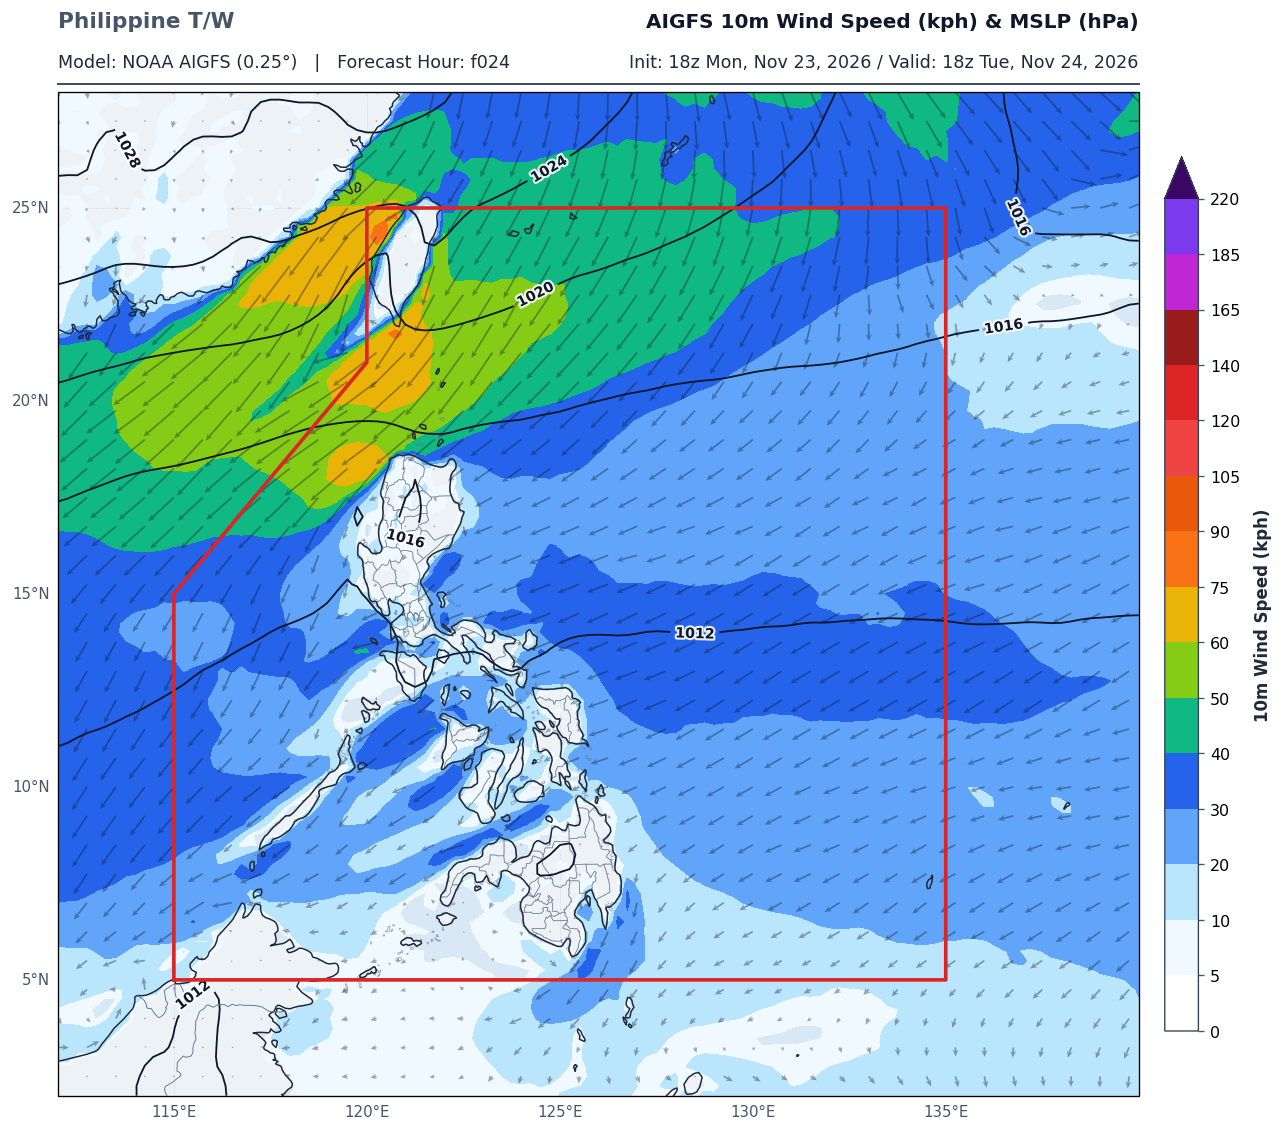 Philippine T/W
AIGFS 10m Wind Speed (kph) & MSLP (hPa)
Model: NOAA AIGFS (0.25°)   |   Forecast Hour: f024
Init: 18z Mon, Nov 23, 2026 / Valid: 18z Tue, Nov 24, 2026
1028
1024
1016
1020
1016
1016
1012
1012
25°N
20°N
15°N
10°N
5°N
115°E
120°E
125°E
130°E
135°E
220
185
165
140
120
105
90
75
60
50
40
30
20
10
5
0
10m Wind Speed (kph)